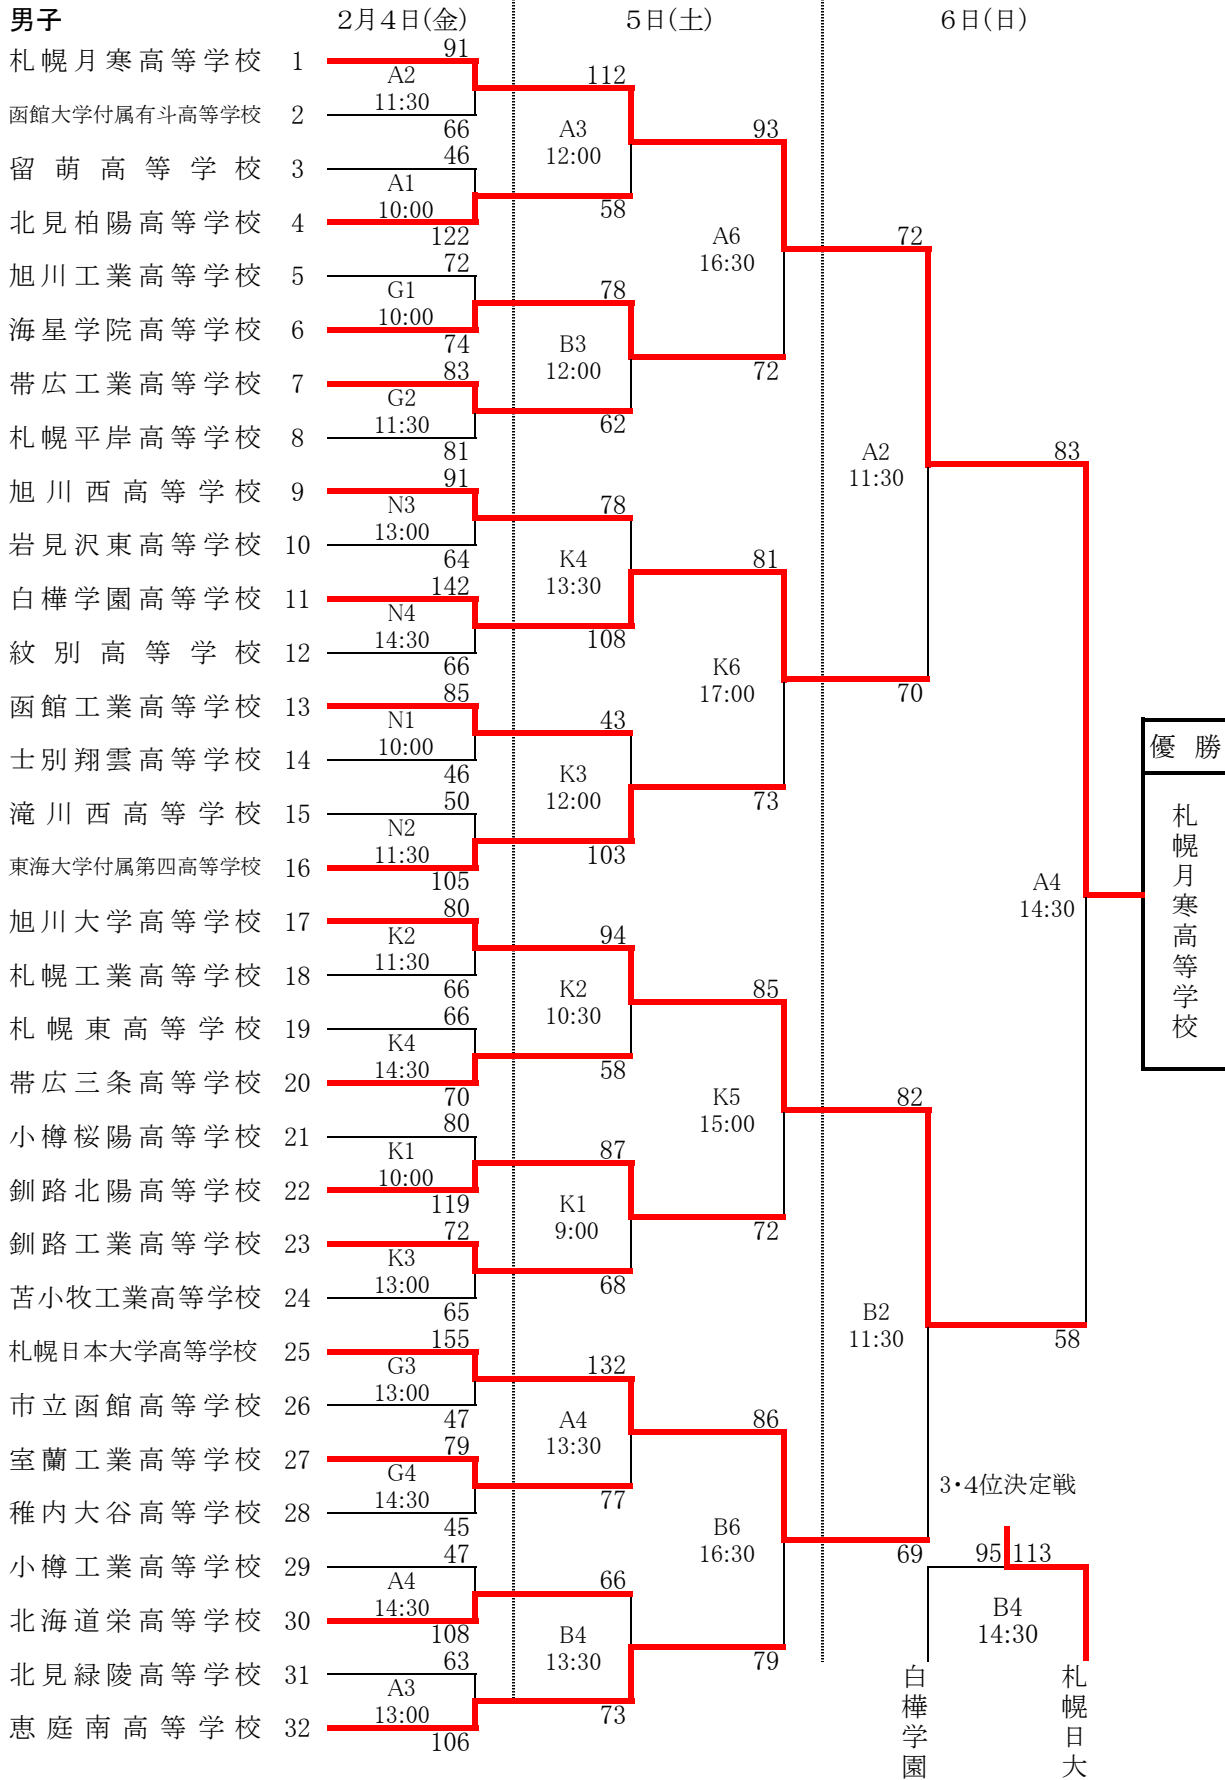 男子 2月4日(金) 5日(土) 6日(日)
札幌月寒高等学校 1 91
A2 112
11:30
函館大学付属有斗高等学校 2 66
A3 93
12:00
留萌高等学校 3 46
A1
10:00 58
北見柏陽高等学校 4 122
A6 72
16:30
旭川工業高等学校 5 72
G1 78
10:00
海星学院高等学校 6 74
B3
12:00 72
帯広工業高等学校 7 83
G2
11:30 62
札幌平岸高等学校 8 81
A2 83
11:30
旭川西高等学校 9 91
N3 78
13:00
岩見沢東高等学校 10 64
K4 81
13:30
白樺学園高等学校 11 142
N4
14:30 108
紋別高等学校 12 66
K6
17:00 70
函館工業高等学校 13 85
N1 43
10:00
士別翔雲高等学校 14 46
K3
12:00 73
滝川西高等学校 15 50
N2
11:30 103
東海大学付属第四高等学校 16 105
優勝
札幌月寒高等学校
A4
14:30
旭川大学高等学校 17 80
K2 94
11:30
札幌工業高等学校 18 66
K2 85
10:30
札幌東高等学校 19 66
K4
14:30 58
帯広三条高等学校 20 70
K5 82
15:00
小樽桜陽高等学校 21 80
K1 87
10:00
釧路北陽高等学校 22 119
K1
9:00 72
釧路工業高等学校 23 72
K3
13:00 68
苫小牧工業高等学校 24 65
B2
11:30 58
札幌日本大学高等学校 25 155
G3 132
13:00
市立函館高等学校 26 47
A4 86
13:30
室蘭工業高等学校 27 79
G4
14:30 77
稚内大谷高等学校 28 45
B6
16:30 69
小樽工業高等学校 29 47
A4 66
14:30
北海道栄高等学校 30 108
B4
13:30 79
北見緑陵高等学校 31 63
A3
13:00 73
恵庭南高等学校 32 106
3・4位決定戦
95 113
B4
14:30
白樺学園
札幌日大